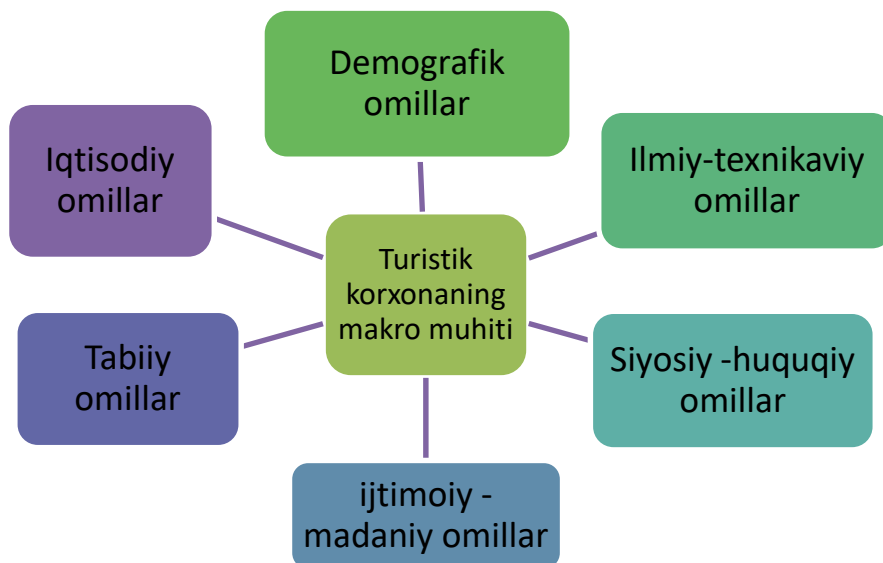 Demografik
omillar
Iqtisodiy
omillar
Ilmiy-texnikaviy
omillar
Turistik
korxonaning
makro muhiti
Tabiiy
omillar
Siyosiy -huquqiy
omillar
ijtimoiy -
madaniy omillar